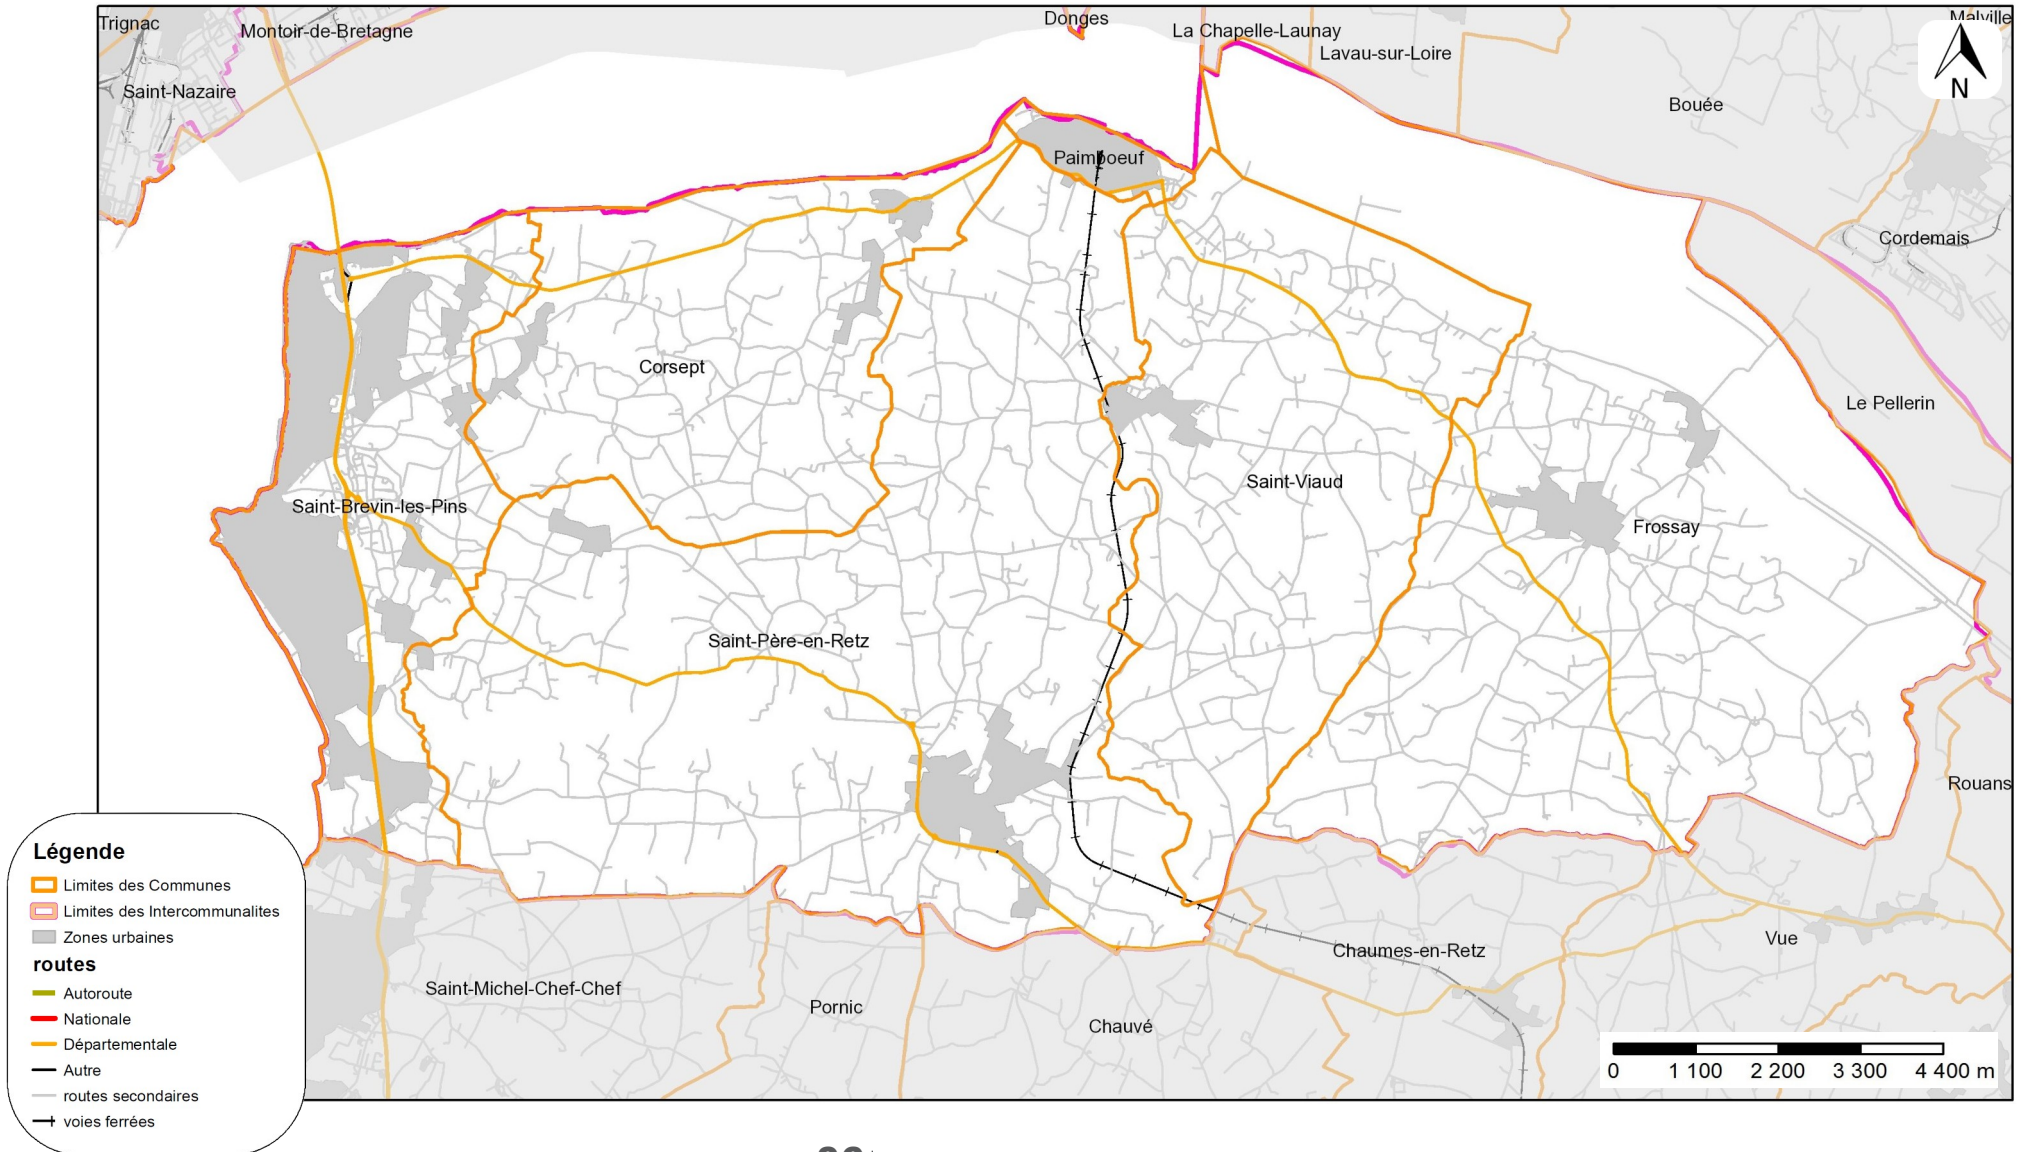 Trignac
Montoir-de-Bretagne
Donges
La Chapelle-Launay
Malville
Lavau-sur-Loire
Saint-Nazaire
N
Bouée
Paimboeuf
Cordemais
Corsept
Le Pellerin
Saint-Viaud
Saint-Brevin-les-Pins
Frossay
Saint-Père-en-Retz
Rouans
Légende
Limites des Communes
Limites des Intercommunalites
Zones urbaines
routes
Autoroute
Nationale
Départementale
Autre
routes secondaires
voies ferrées
Vue
Chaumes-en-Retz
Saint-Michel-Chef-Chef
Pornic
Chauvé
0 1 100 2 200 3 300 4 400 m